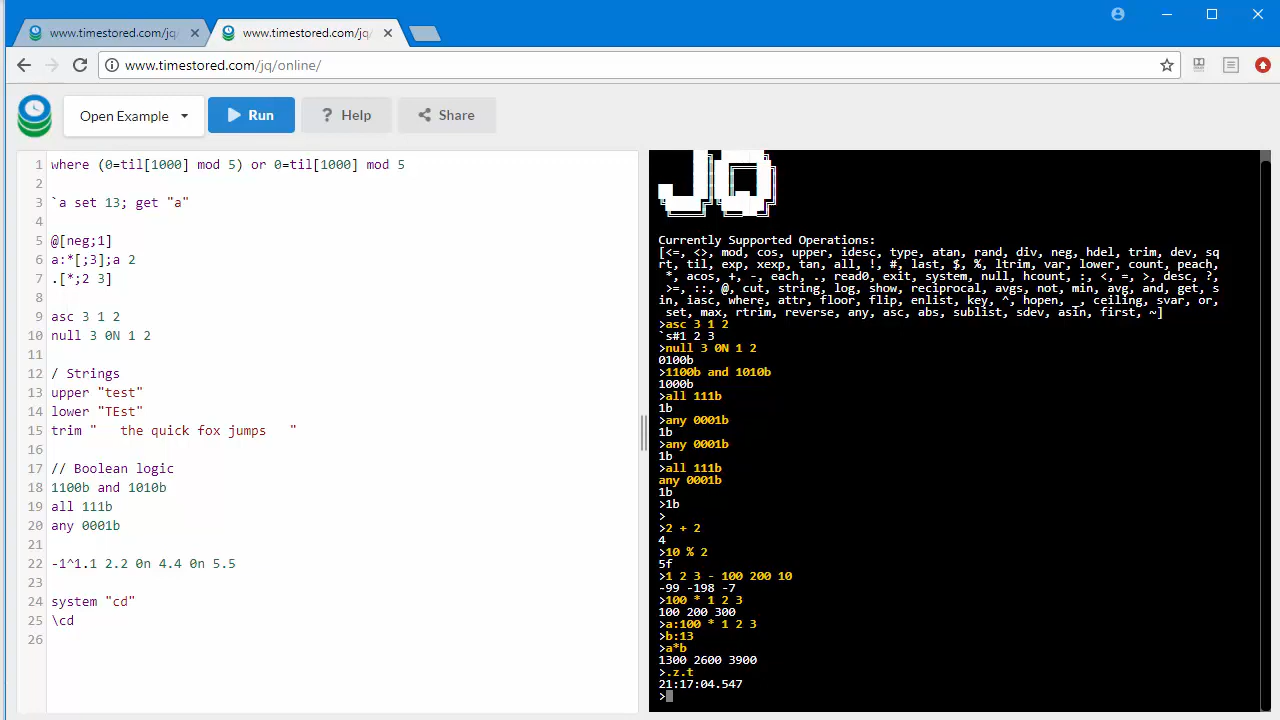 www.timestored.com/jq/
www.timestored.com/jq/
www.timestored.com/jq/online/
Open Example
Run
? Help
Share
1 where (0=til[1000] mod 5) or 0=til[1000] mod 5
2
3 `a set 13; get "a"
4
5 @[neg;1]
6 a:*[;3];a 2
7 .[*;2 3]
8
9 asc 3 1 2
10 null 3 0N 1 2
11
12 / Strings
13 upper "test"
14 lower "TEst"
15 trim "   the quick fox jumps   "
16
17 // Boolean logic
18 1100b and 1010b
19 all 111b
20 any 0001b
21
22 -1^1.1 2.2 0n 4.4 0n 5.5
23
24 system "cd"
25 \cd
26
JQ
Currently Supported Operations:
[<=, <>, mod, cos, upper, idesc, type, atan, rand, div, neg, hdel, trim, dev, sq
rt, til, exp, xexp, tan, all, !, #, last, $, %, ltrim, var, lower, count, peach,
 *, acos, +, -, each, ., read0, exit, system, null, hcount, :, <, =, >, desc, ?,
 >=, ::, @, cut, string, log, show, reciprocal, avgs, not, min, avg, and, get, s
in, iasc, where, attr, floor, flip, enlist, key, ^, hopen, _, ceiling, svar, or,
 set, max, rtrim, reverse, any, asc, abs, sublist, sdev, asin, first, ~]
>asc 3 1 2
`s#1 2 3
>null 3 0N 1 2
0100b
>1100b and 1010b
1000b
>all 111b
1b
>any 0001b
1b
>any 0001b
1b
>all 111b
any 0001b
1b
>1b
>
>2 + 2
4
>10 % 2
5f
>1 2 3 - 100 200 10
-99 -198 -7
>100 * 1 2 3
100 200 300
>a:100 * 1 2 3
>b:13
>a*b
1300 2600 3900
>.z.t
21:17:04.547
>